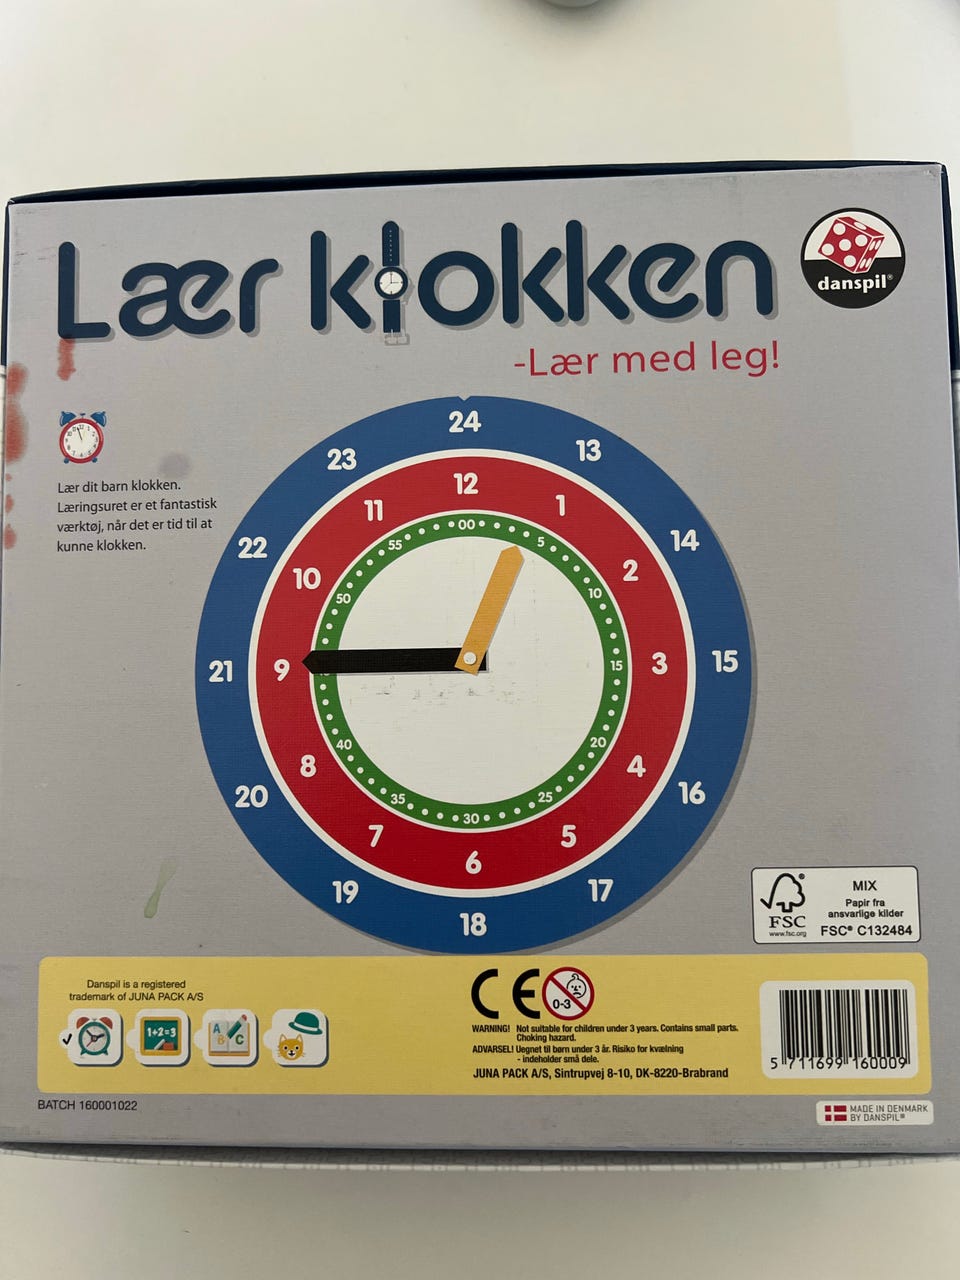 Lær klokken
danspil®
-Lær med leg!
Lær dit barn klokken.
Læringsuret er et fantastisk
værktøj, når det er tid til at
kunne klokken.
24
13
14
15
16
17
18
19
20
21
22
23
12
1
2
3
4
5
6
7
8
9
10
11
00
5
10
15
20
25
30
35
40
50
55
FSC
www.fsc.org
MIX
Papir fra
ansvarlige kilder
FSC® C132484
Danspil is a registered
trademark of JUNA PACK A/S
1+2=3
A
B
C
CE
0-3
WARNING! Not suitable for children under 3 years. Contains small parts.
Choking hazard.
ADVARSEL! Uegnet til børn under 3 år. Risiko for kvælning
- indeholder små dele.
JUNA PACK A/S, Sintrupvej 8-10, DK-8220-Brabrand
5 711699 160009
BATCH 160001022
MADE IN DENMARK
BY DANSPIL®